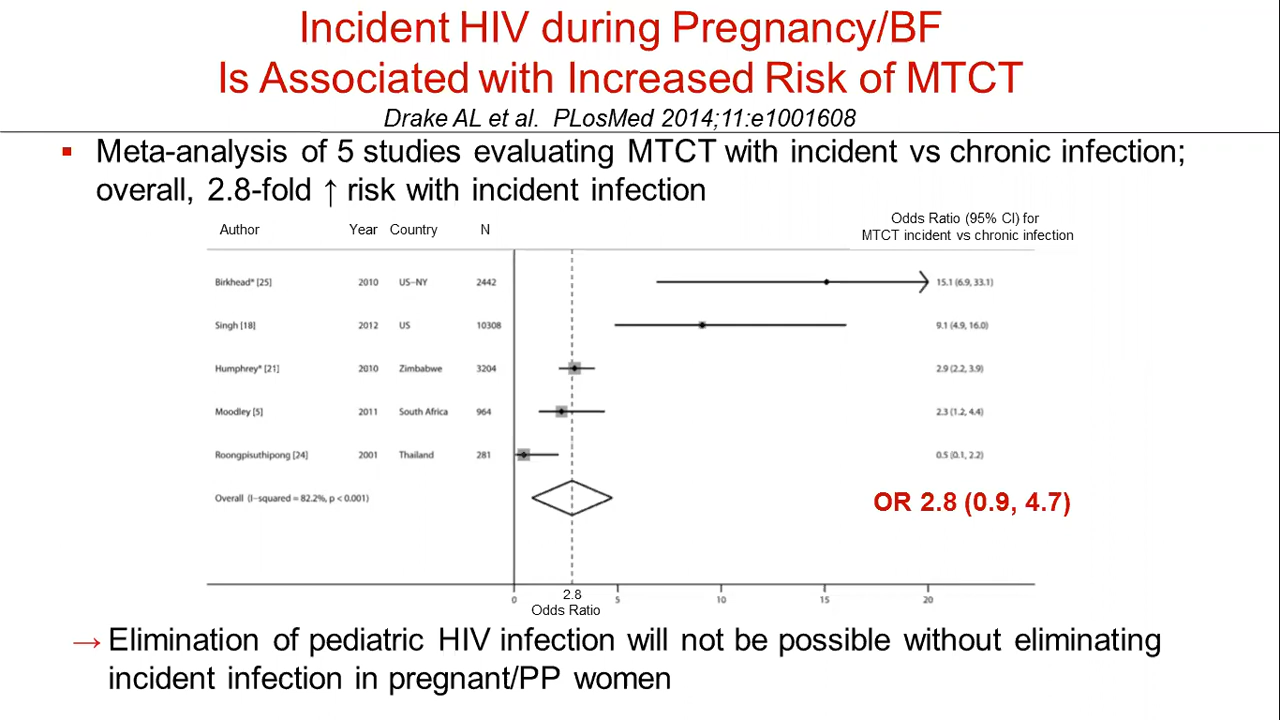 Incident HIV during Pregnancy/BF
Is Associated with Increased Risk of MTCT
Drake AL et al. PLosMed 2014;11:e1001608
▪ Meta-analysis of 5 studies evaluating MTCT with incident vs chronic infection;
overall, 2.8-fold ↑ risk with incident infection
Author Year Country N Odds Ratio (95% CI) for
MTCT incident vs chronic infection
Birkhead* [25] 2010 US-NY 2442 15.1 (6.9, 33.1)
Singh [18] 2012 US 10308 9.1 (4.9, 16.0)
Humphrey* [21] 2010 Zimbabwe 3204 2.9 (2.2, 3.9)
Moodley [5] 2011 South Africa 964 2.3 (1.2, 4.4)
Roongpisuthipong [24] 2001 Thailand 281 0.5 (0.1, 2.2)
Overall (I-squared = 82.2%, p < 0.001) OR 2.8 (0.9, 4.7)
0 2.8 5 10 15 20
Odds Ratio
→ Elimination of pediatric HIV infection will not be possible without eliminating
incident infection in pregnant/PP women